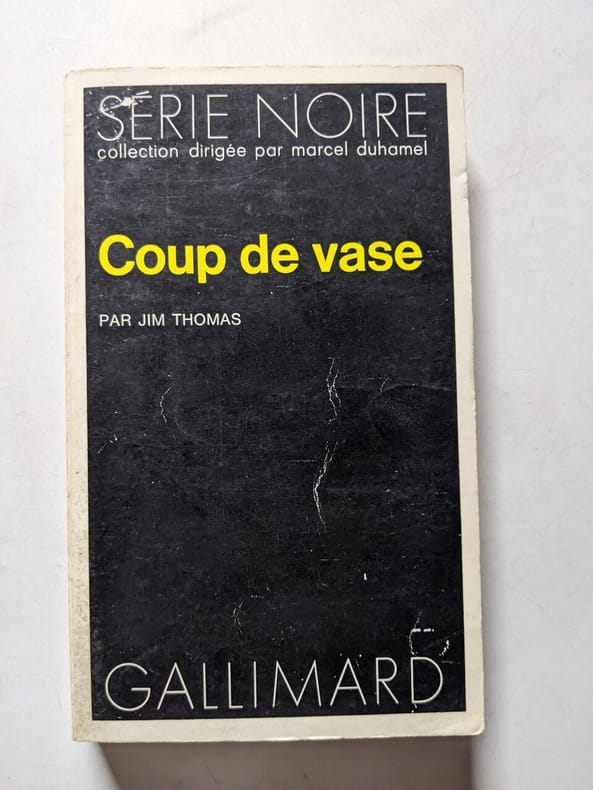 SÉRIE NOIRE
collection dirigée par marcel duhamel
Coup de vase
PAR JIM THOMAS
GALLIMARD